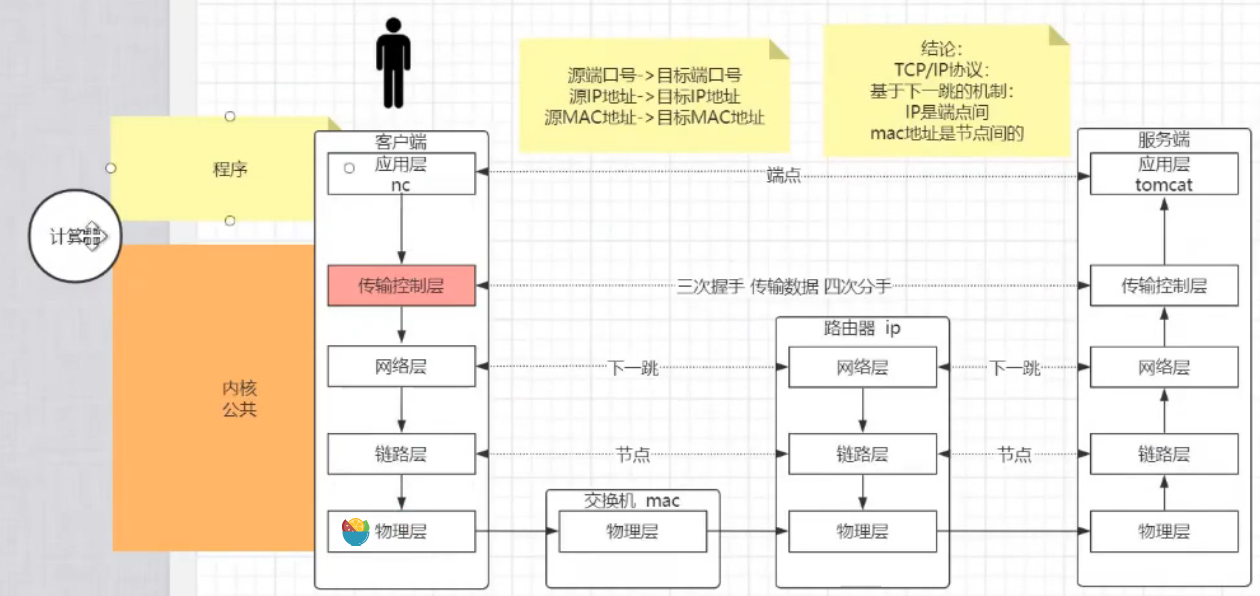 源端口号->目标端口号
源IP地址->目标IP地址
源MAC地址->目标MAC地址
结论：
TCP/IP协议：
基于下一跳的机制：
IP是端点间
mac地址是节点间的
程序
计算
内核
公共
客户端
应用层
nc
传输控制层
网络层
链路层
物理层
端点
三次握手 传输数据 四次分手
下一跳
节点
交换机 mac
物理层
路由器 ip
网络层
链路层
物理层
下一跳
节点
服务端
应用层
tomcat
传输控制层
网络层
链路层
物理层